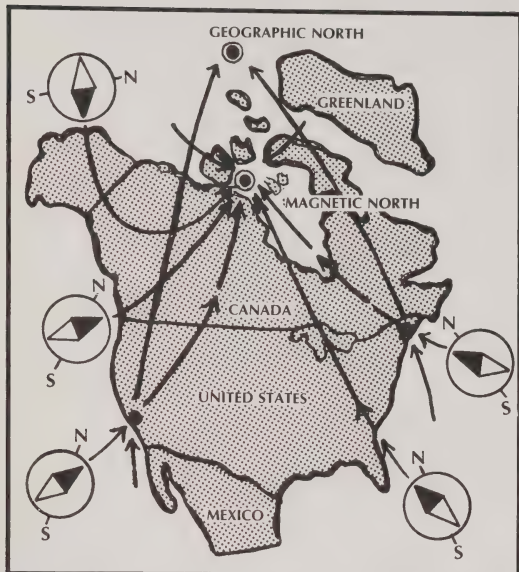 GEOGRAPHIC NORTH
N
S
GREENLAND
MAGNETIC NORTH
N
S
CANADA
N
S
UNITED STATES
N
S
MEXICO
N
S